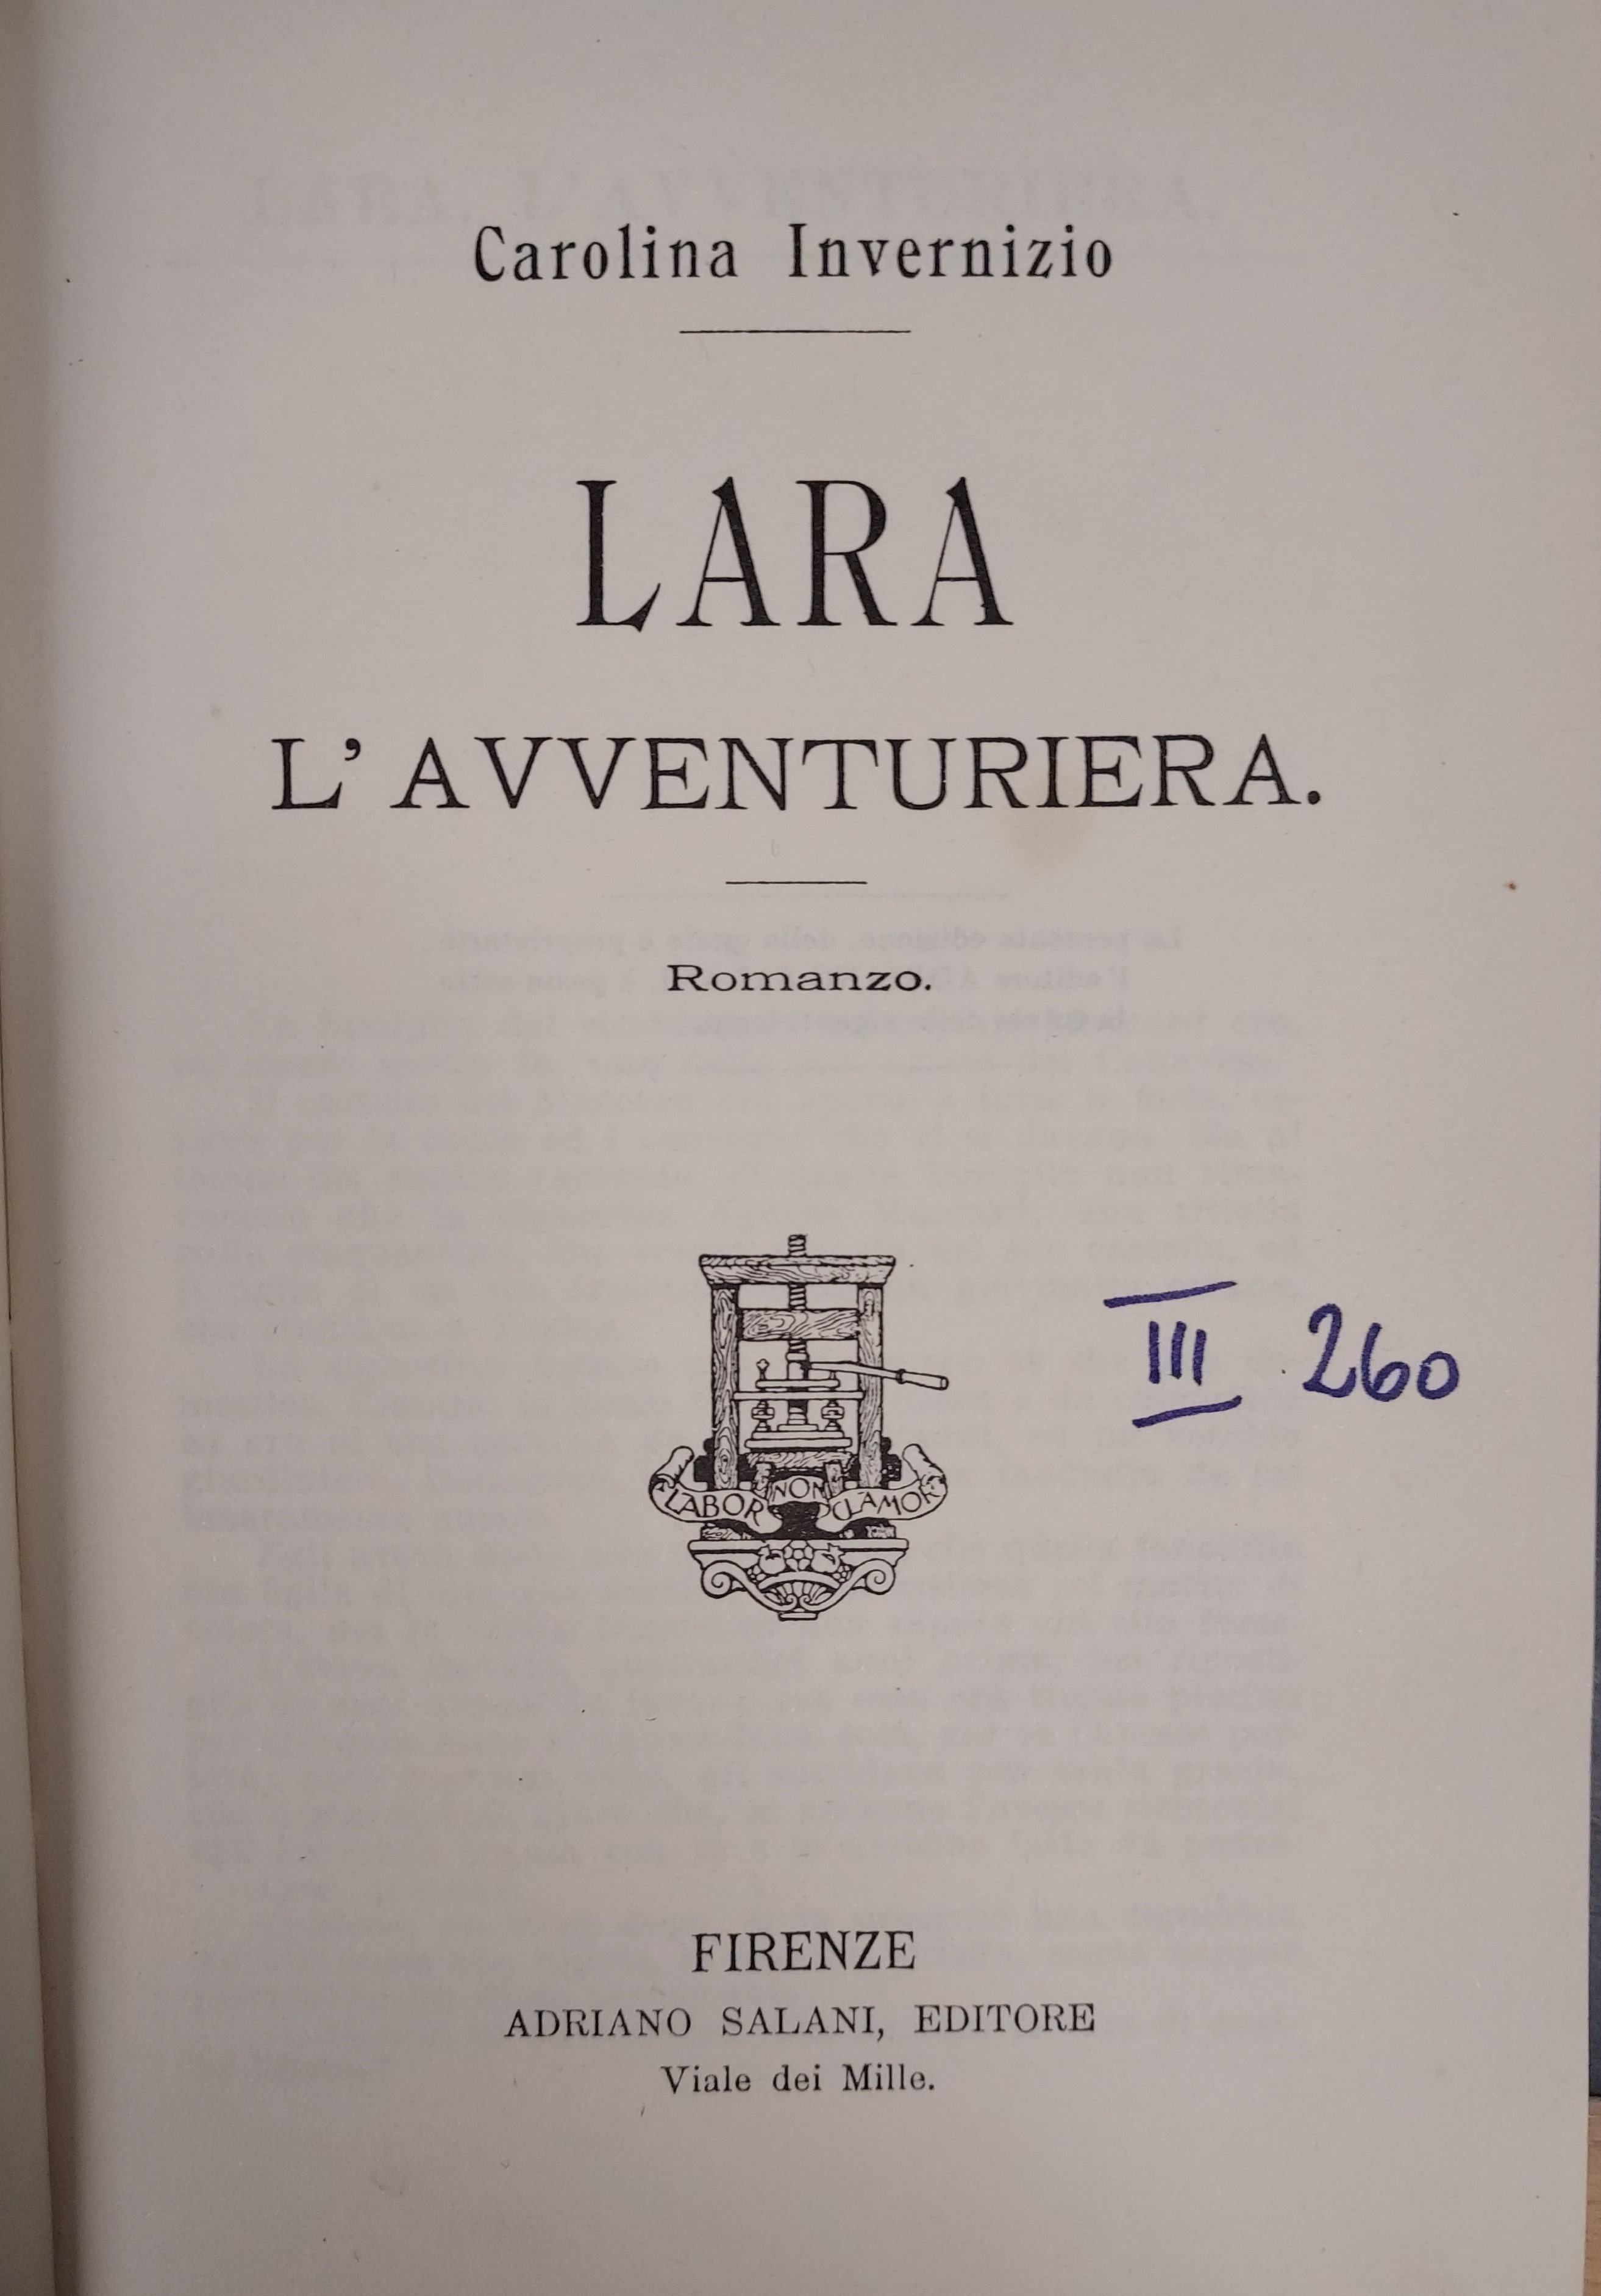 Carolina Invernizio
LARA
L' AVVENTURIERA.
Romanzo.
III 260
LABOR NON CLAMOR
FIRENZE
ADRIANO SALANI, EDITORE
Viale dei Mille.